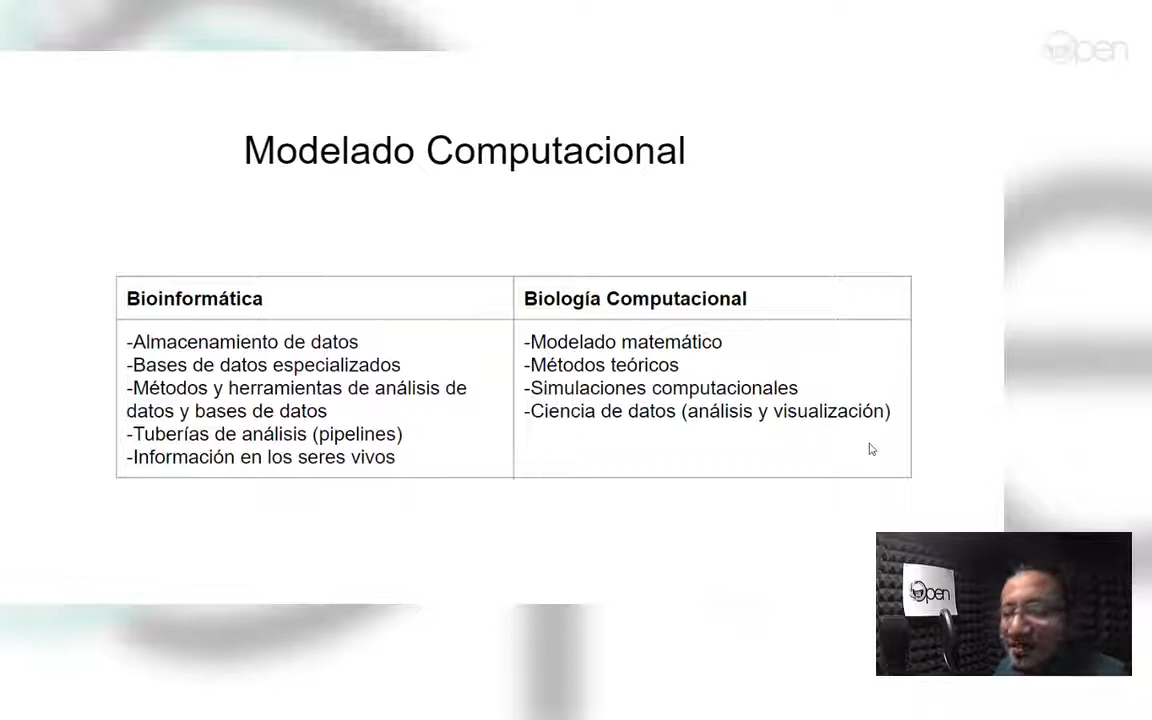 Open
Modelado Computacional
Bioinformática
Biología Computacional
-Almacenamiento de datos
-Bases de datos especializados
-Métodos y herramientas de análisis de
datos y bases de datos
-Tuberías de análisis (pipelines)
-Información en los seres vivos
-Modelado matemático
-Métodos teóricos
-Simulaciones computacionales
-Ciencia de datos (análisis y visualización)
Open